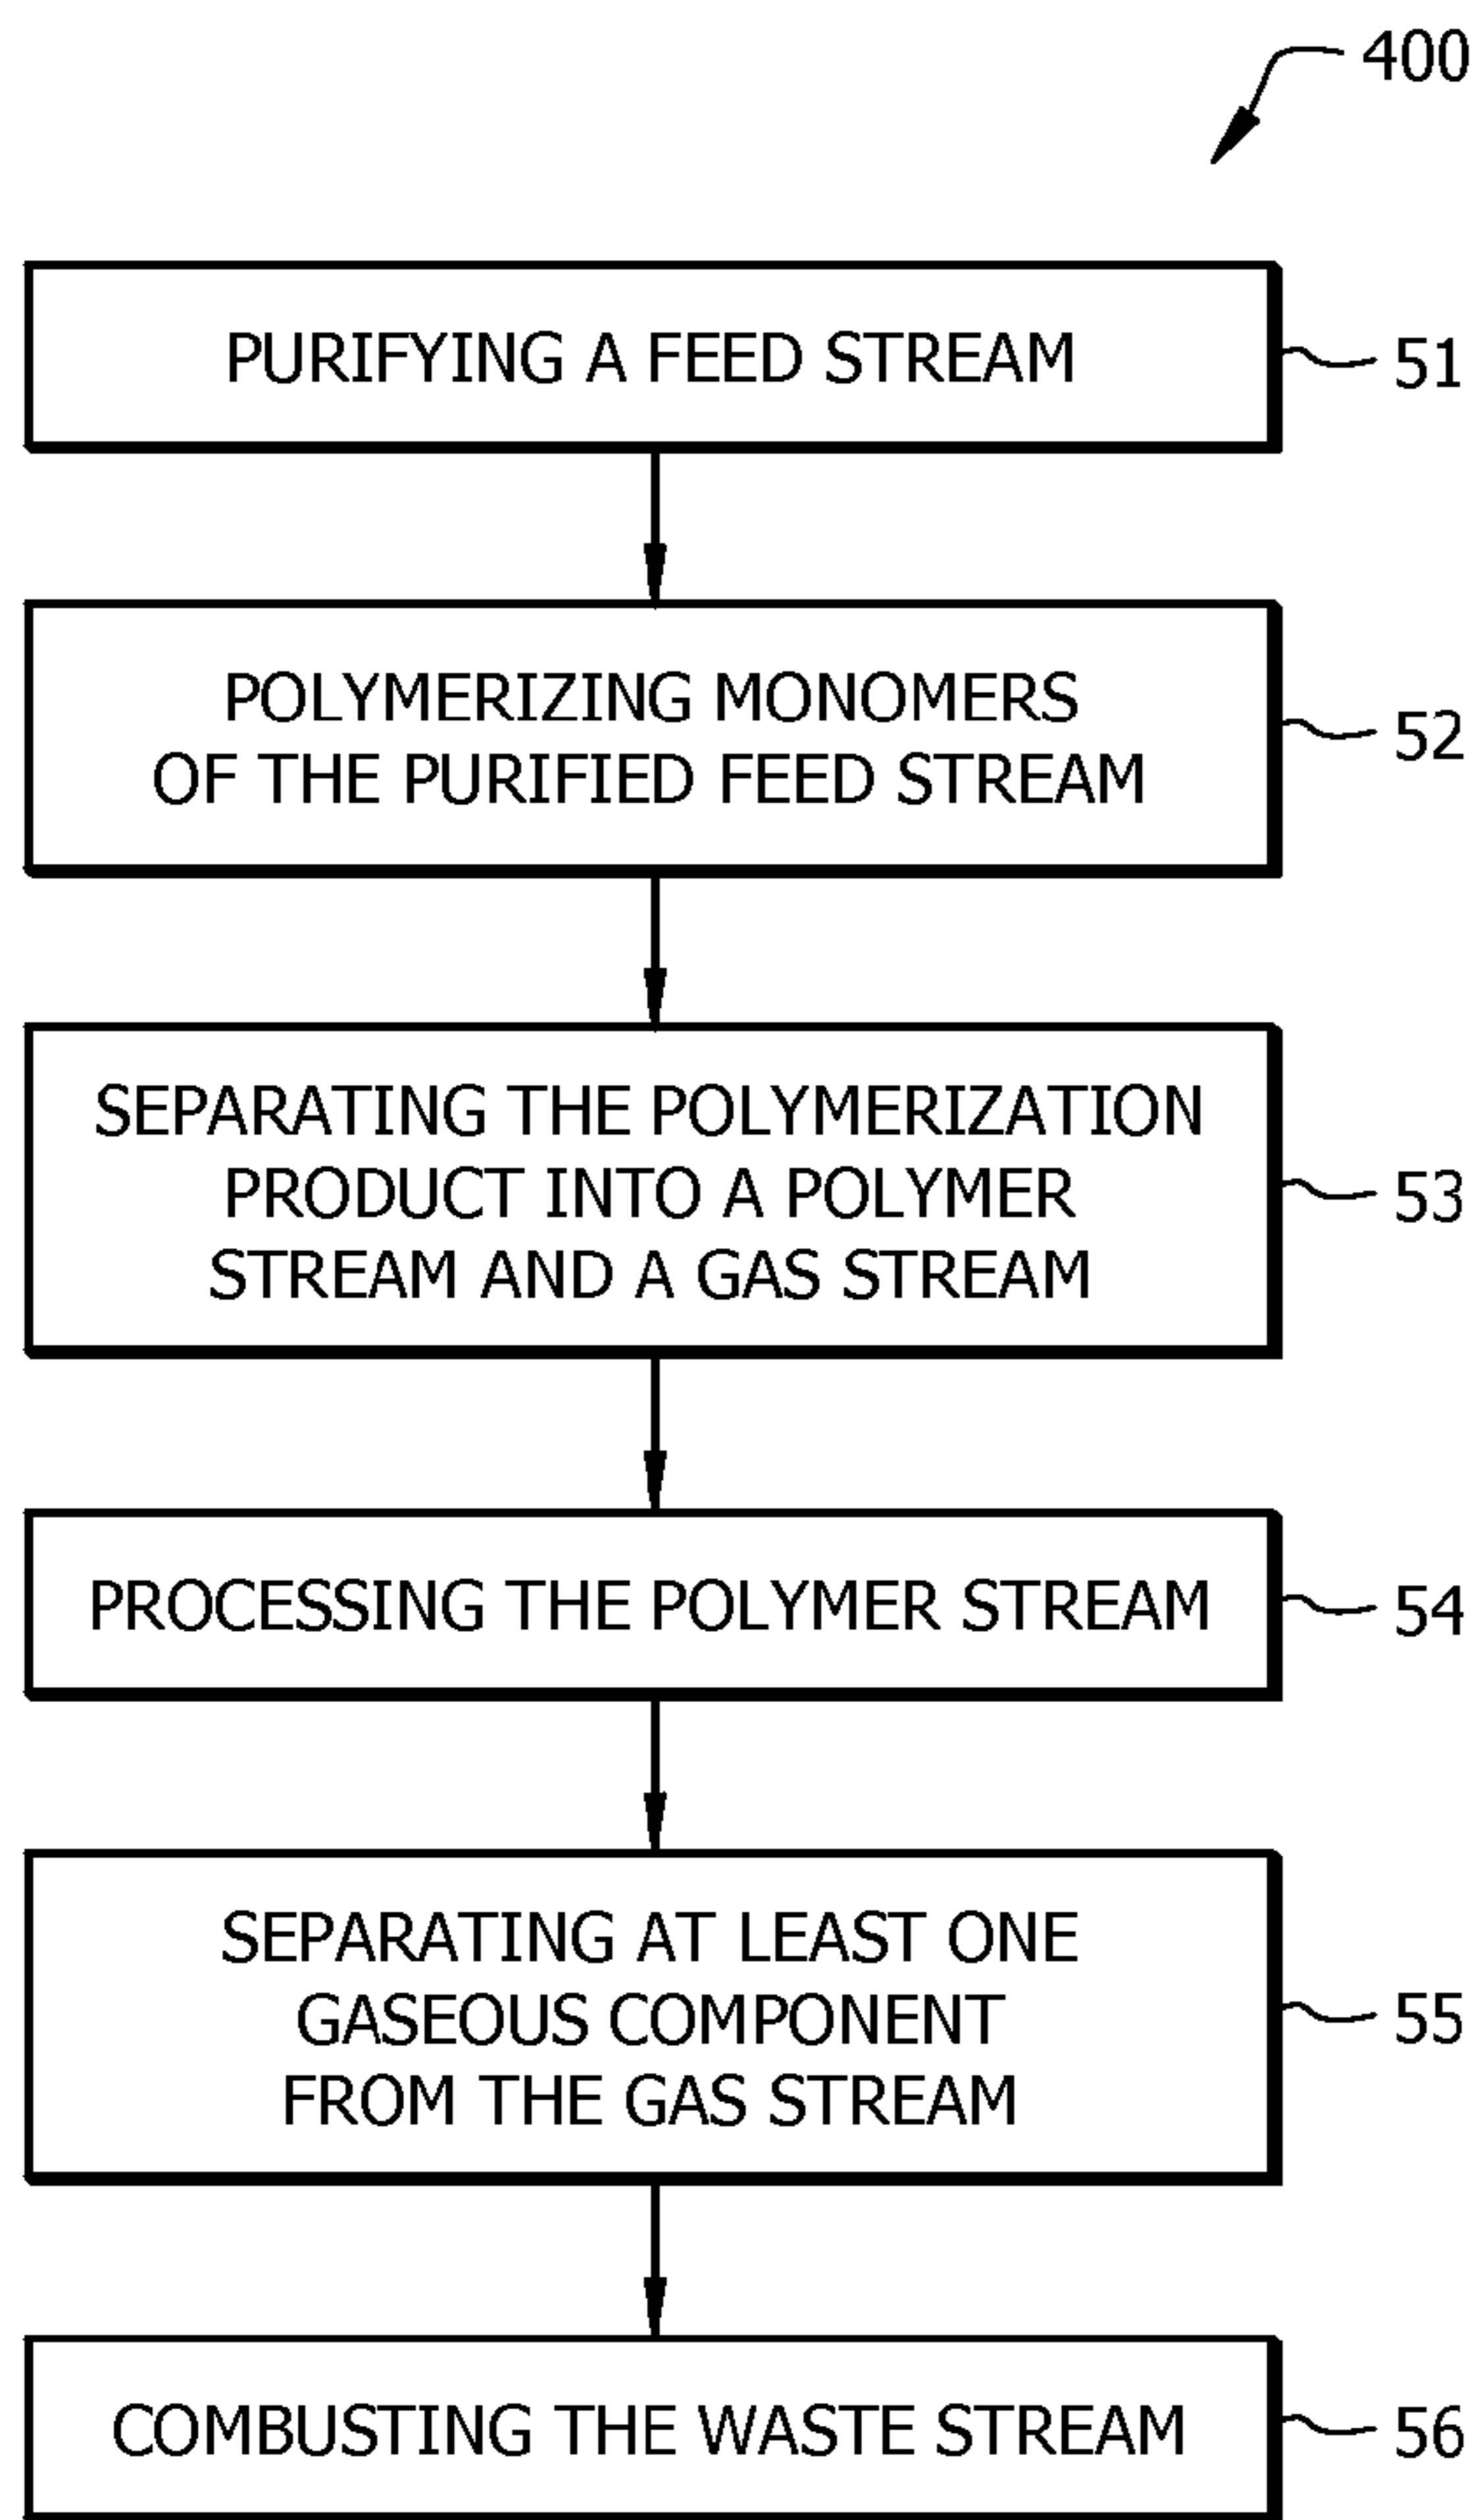 400
PURIFYING A FEED STREAM
51
POLYMERIZING MONOMERS
OF THE PURIFIED FEED STREAM
52
SEPARATING THE POLYMERIZATION
PRODUCT INTO A POLYMER
STREAM AND A GAS STREAM
53
PROCESSING THE POLYMER STREAM
54
SEPARATING AT LEAST ONE
GASEOUS COMPONENT
FROM THE GAS STREAM
55
COMBUSTING THE WASTE STREAM
56